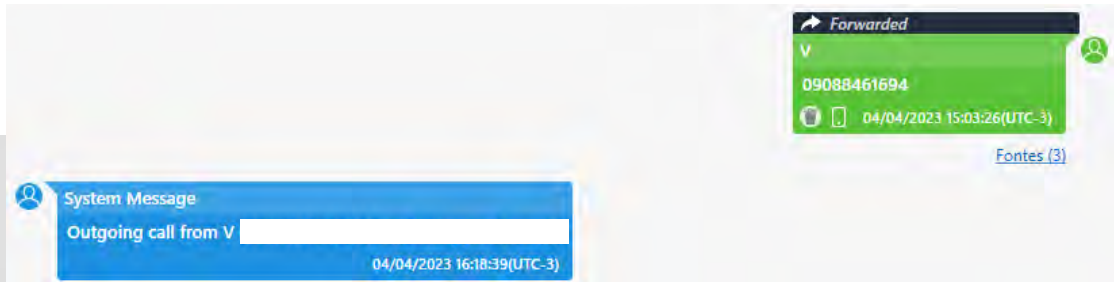 Forwarded
V
09088461694
04/04/2023 15:03:26(UTC-3)
Fontes (3)
System Message
Outgoing call from V
04/04/2023 16:18:39(UTC-3)